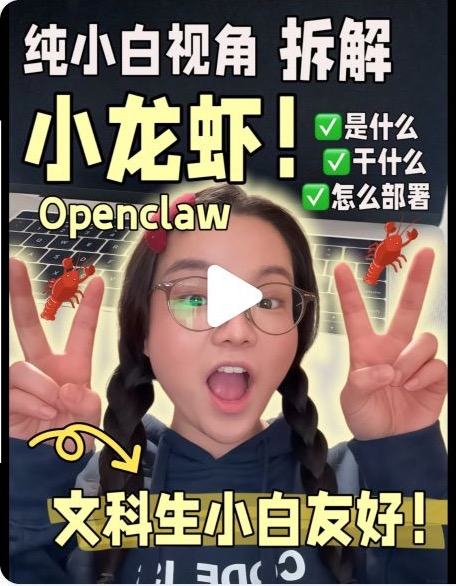 纯小白视角 拆解
小龙虾！
Openclaw
✅是什么
✅干什么
✅怎么部署
文科生小白友好！